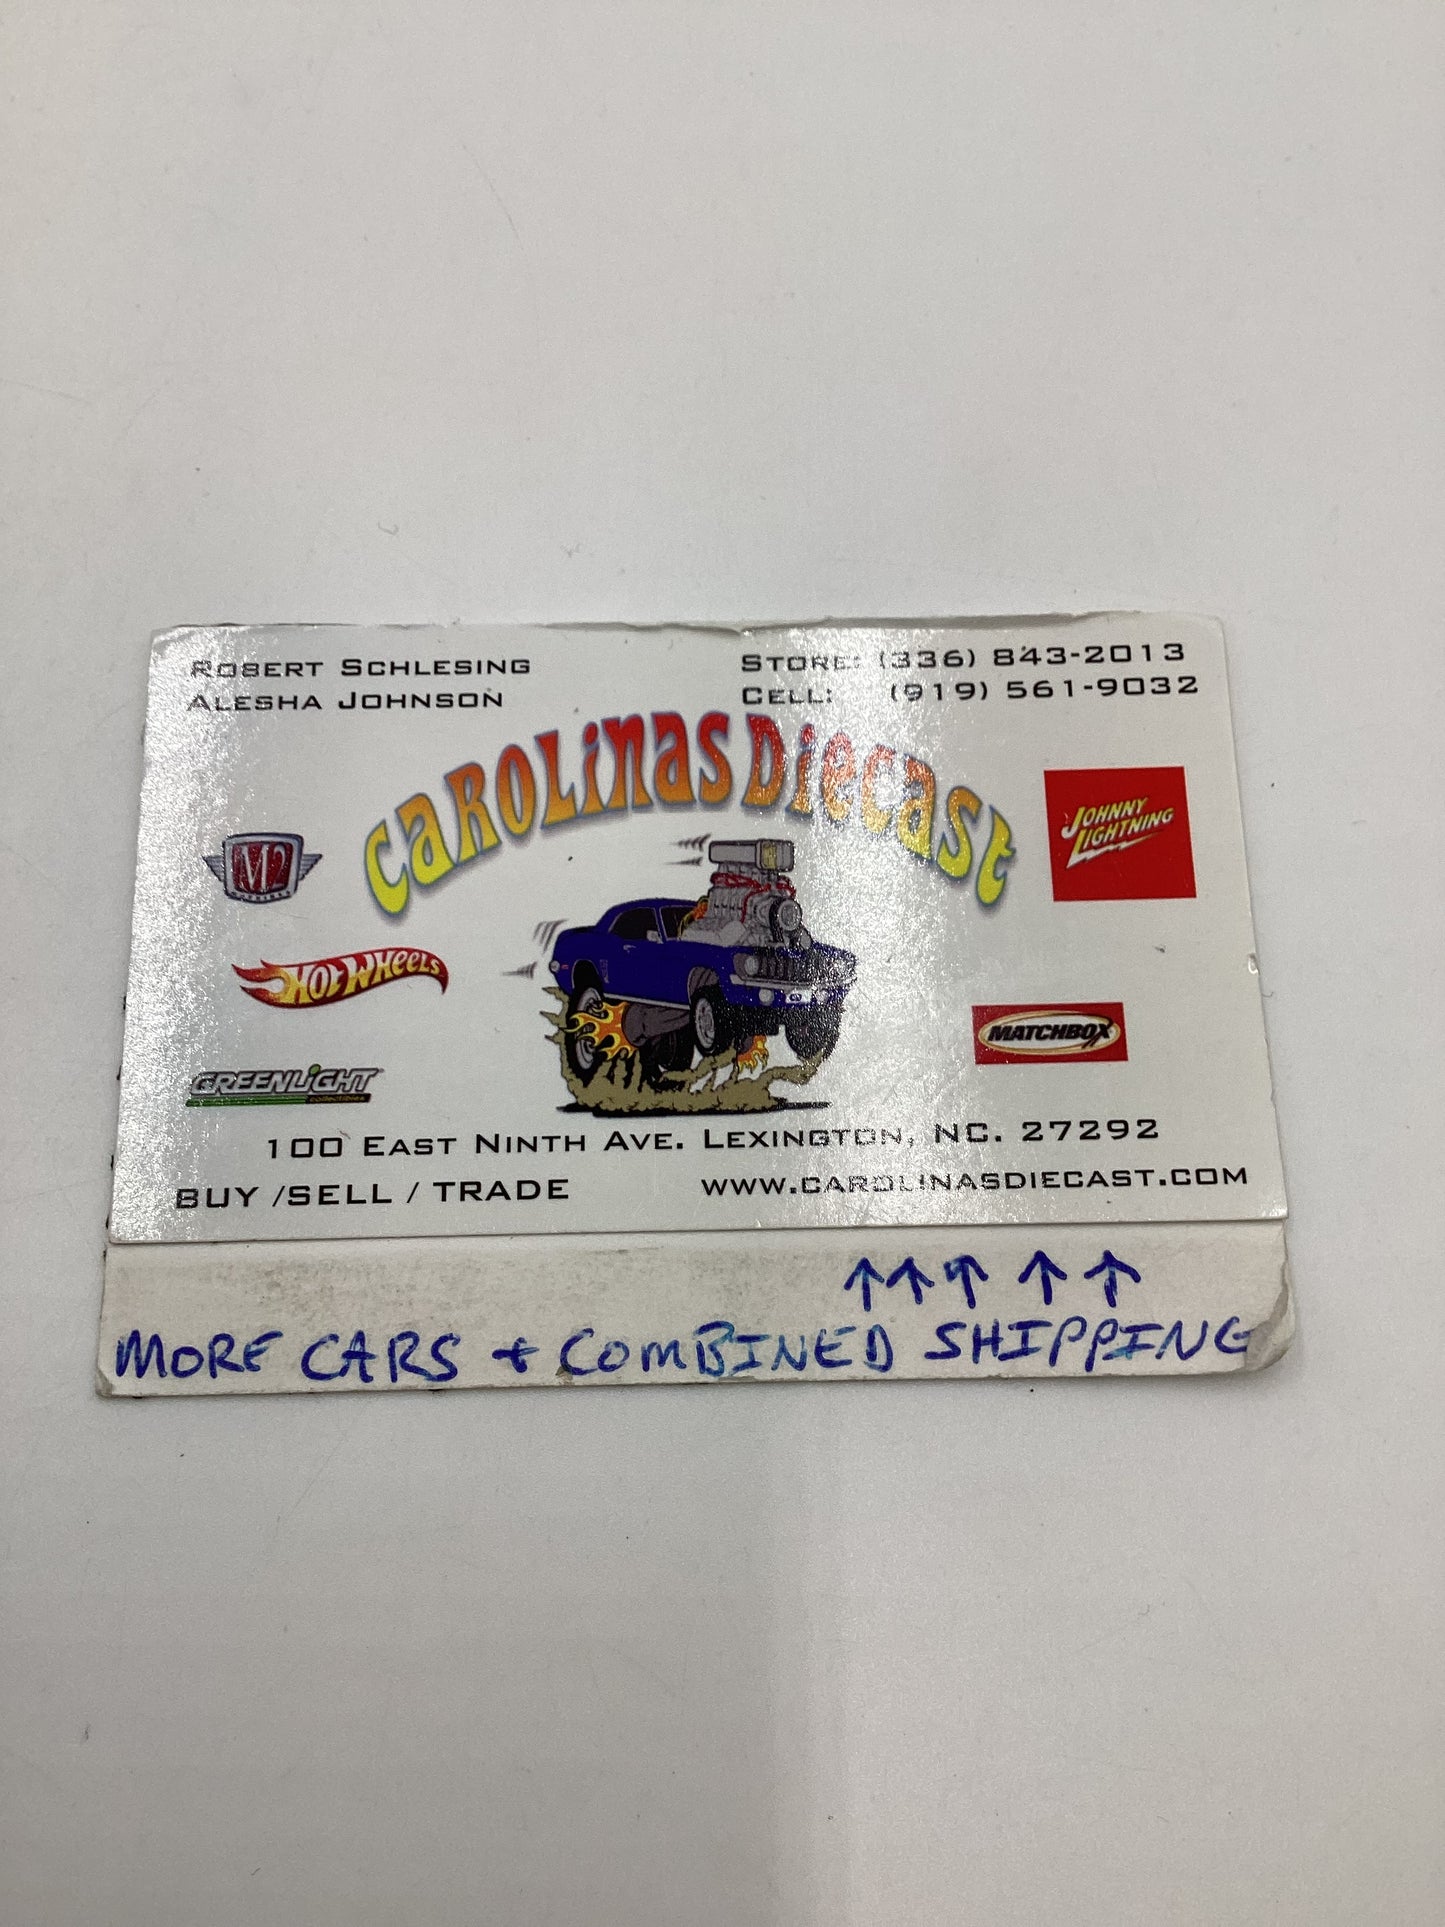 ROBERT SCHLESING
ALESHA JOHNSON
STORE: (336) 843-2013
CELL: (919) 561-9032
CAROLINAS DIECAST
M2
MACHINES
JOHNNY
LIGHTNING
HOT WHEELS
MATCHBOX
GREENLIGHT
collectibles
100 EAST NINTH AVE. LEXINGTON, NC. 27292
BUY /SELL / TRADE
WWW.CAROLINASDIECAST.COM
↑ ↑ ↑ ↑ ↑
MORE CARS + COMBINED SHIPPING